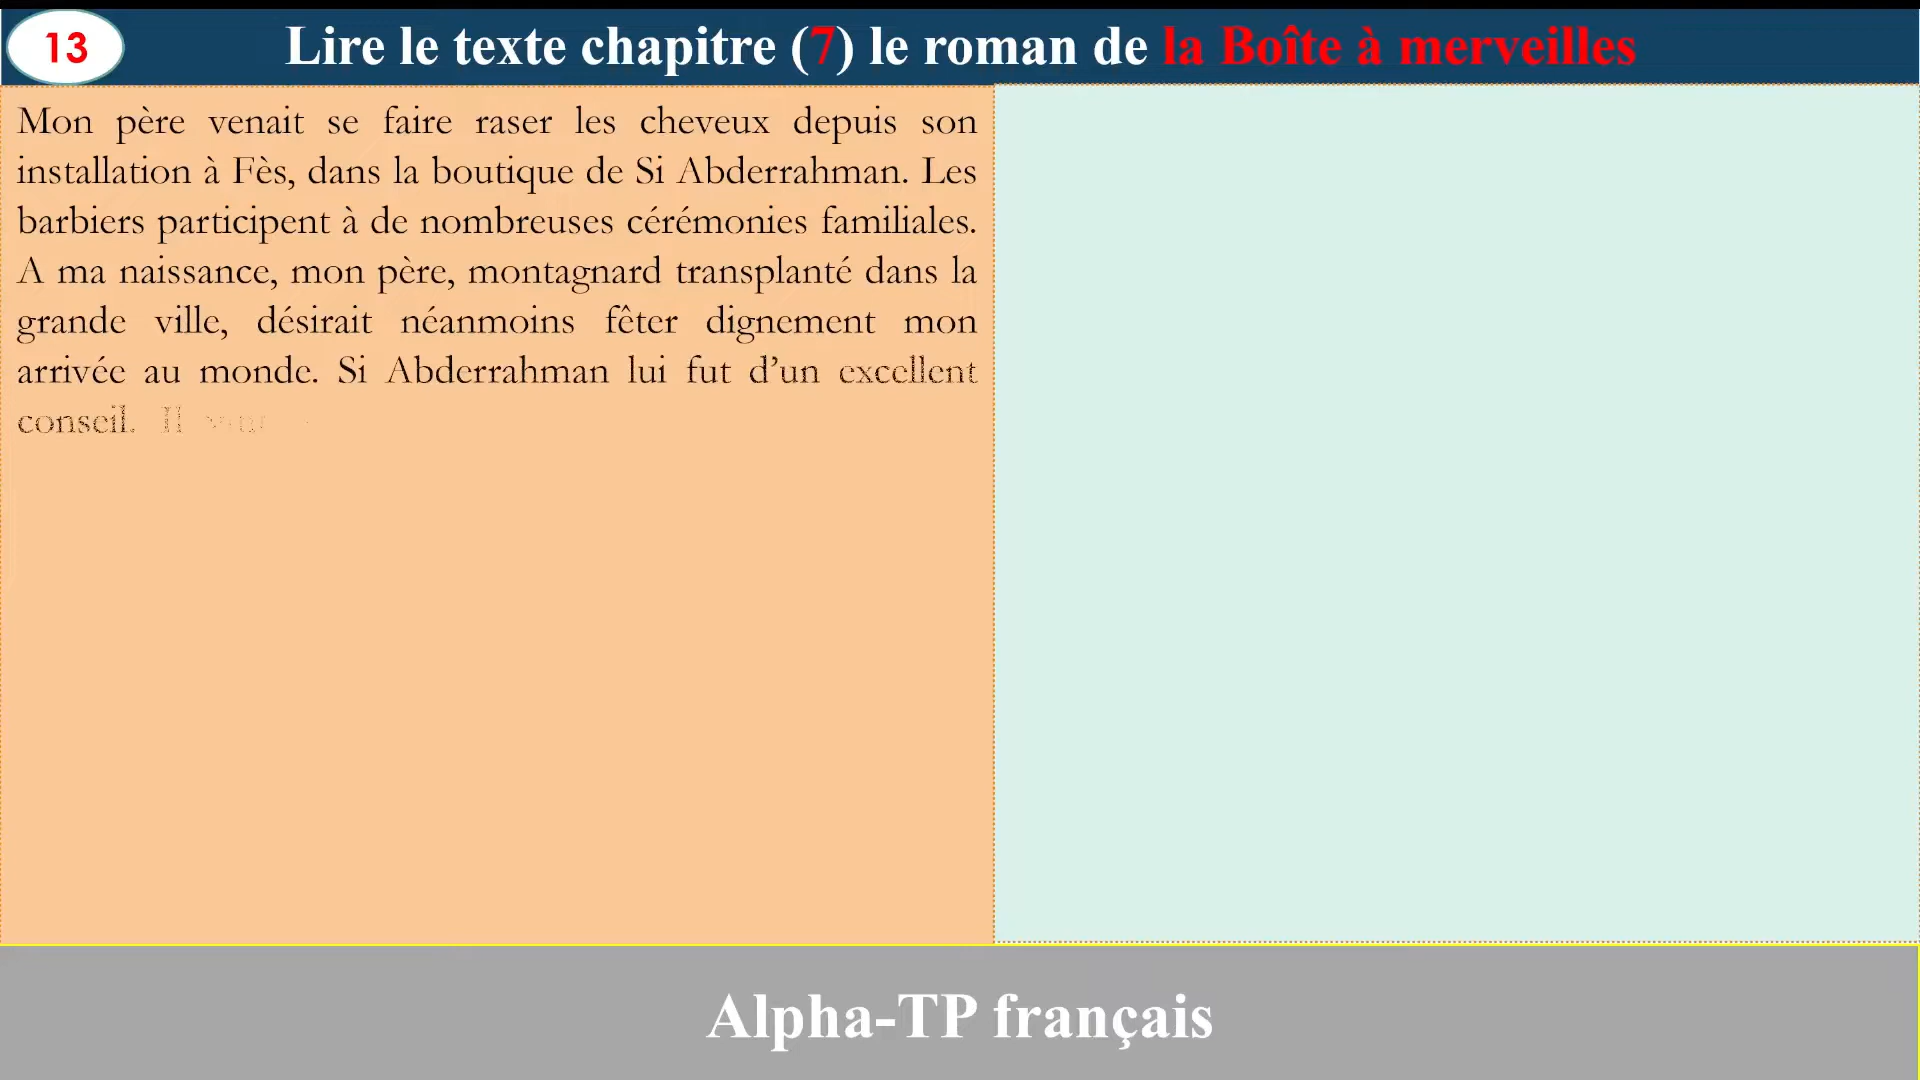 13
Lire le texte chapitre (7) le roman de la Boîte à merveilles
Mon père venait se faire raser les cheveux depuis son
installation à Fès, dans la boutique de Si Abderrahman. Les
barbiers participent à de nombreuses cérémonies familiales.
A ma naissance, mon père, montagnard transplanté dans la
grande ville, désirait néanmoins fêter dignement mon
arrivée au monde. Si Abderrahman lui fut d’un excellent
conseil. Il
Alpha-TP français